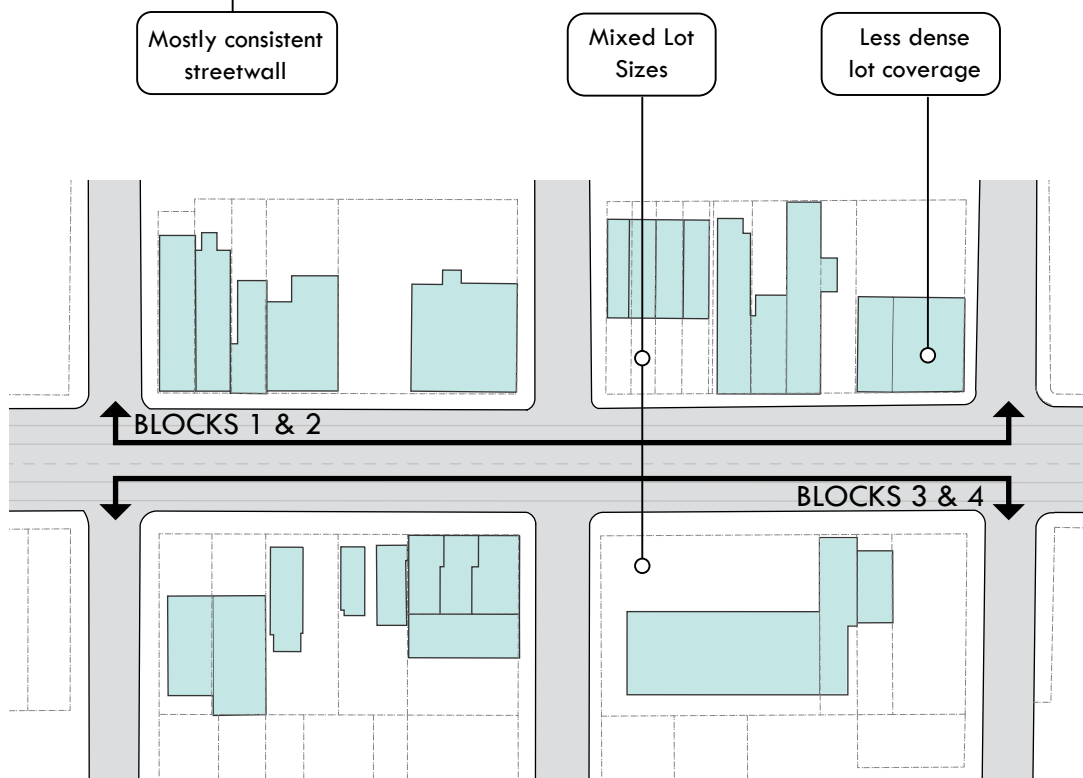 Mostly consistent
streetwall
Mixed Lot
Sizes
Less dense
lot coverage
BLOCKS 1 & 2
BLOCKS 3 & 4